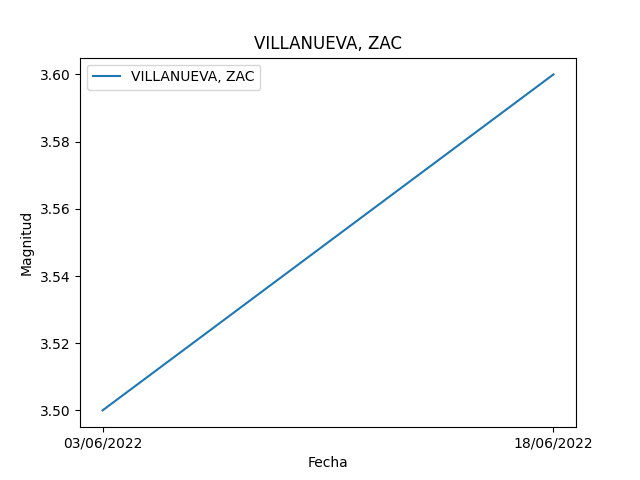 VILLANUEVA, ZAC
VILLANUEVA, ZAC
3.60
3.58
3.56
3.54
3.52
3.50
Magnitud
03/06/2022
18/06/2022
Fecha